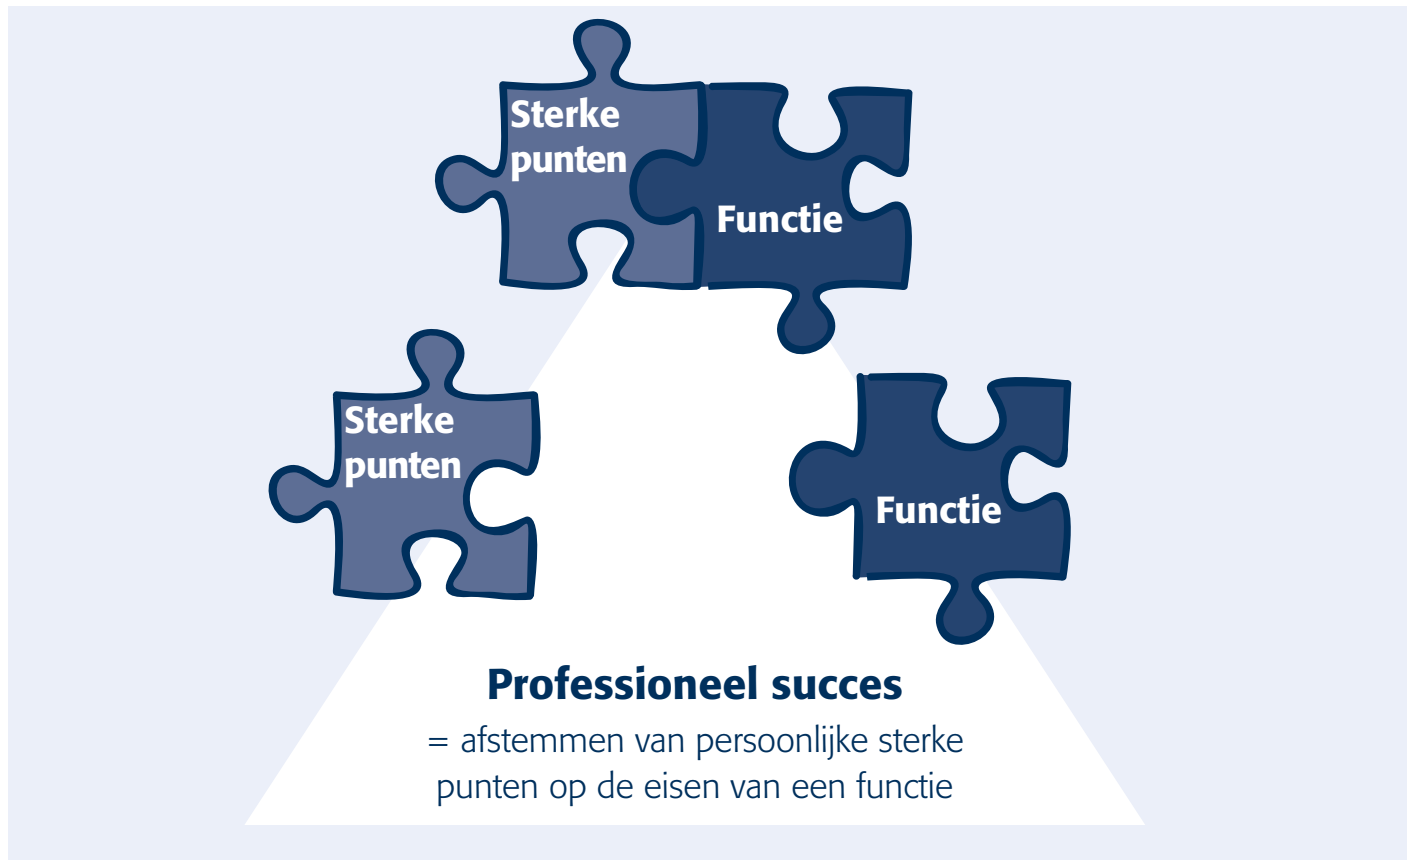 Sterke
punten
Functie
Sterke
punten
Functie
Professioneel succes
= afstemmen van persoonlijke sterke
punten op de eisen van een functie